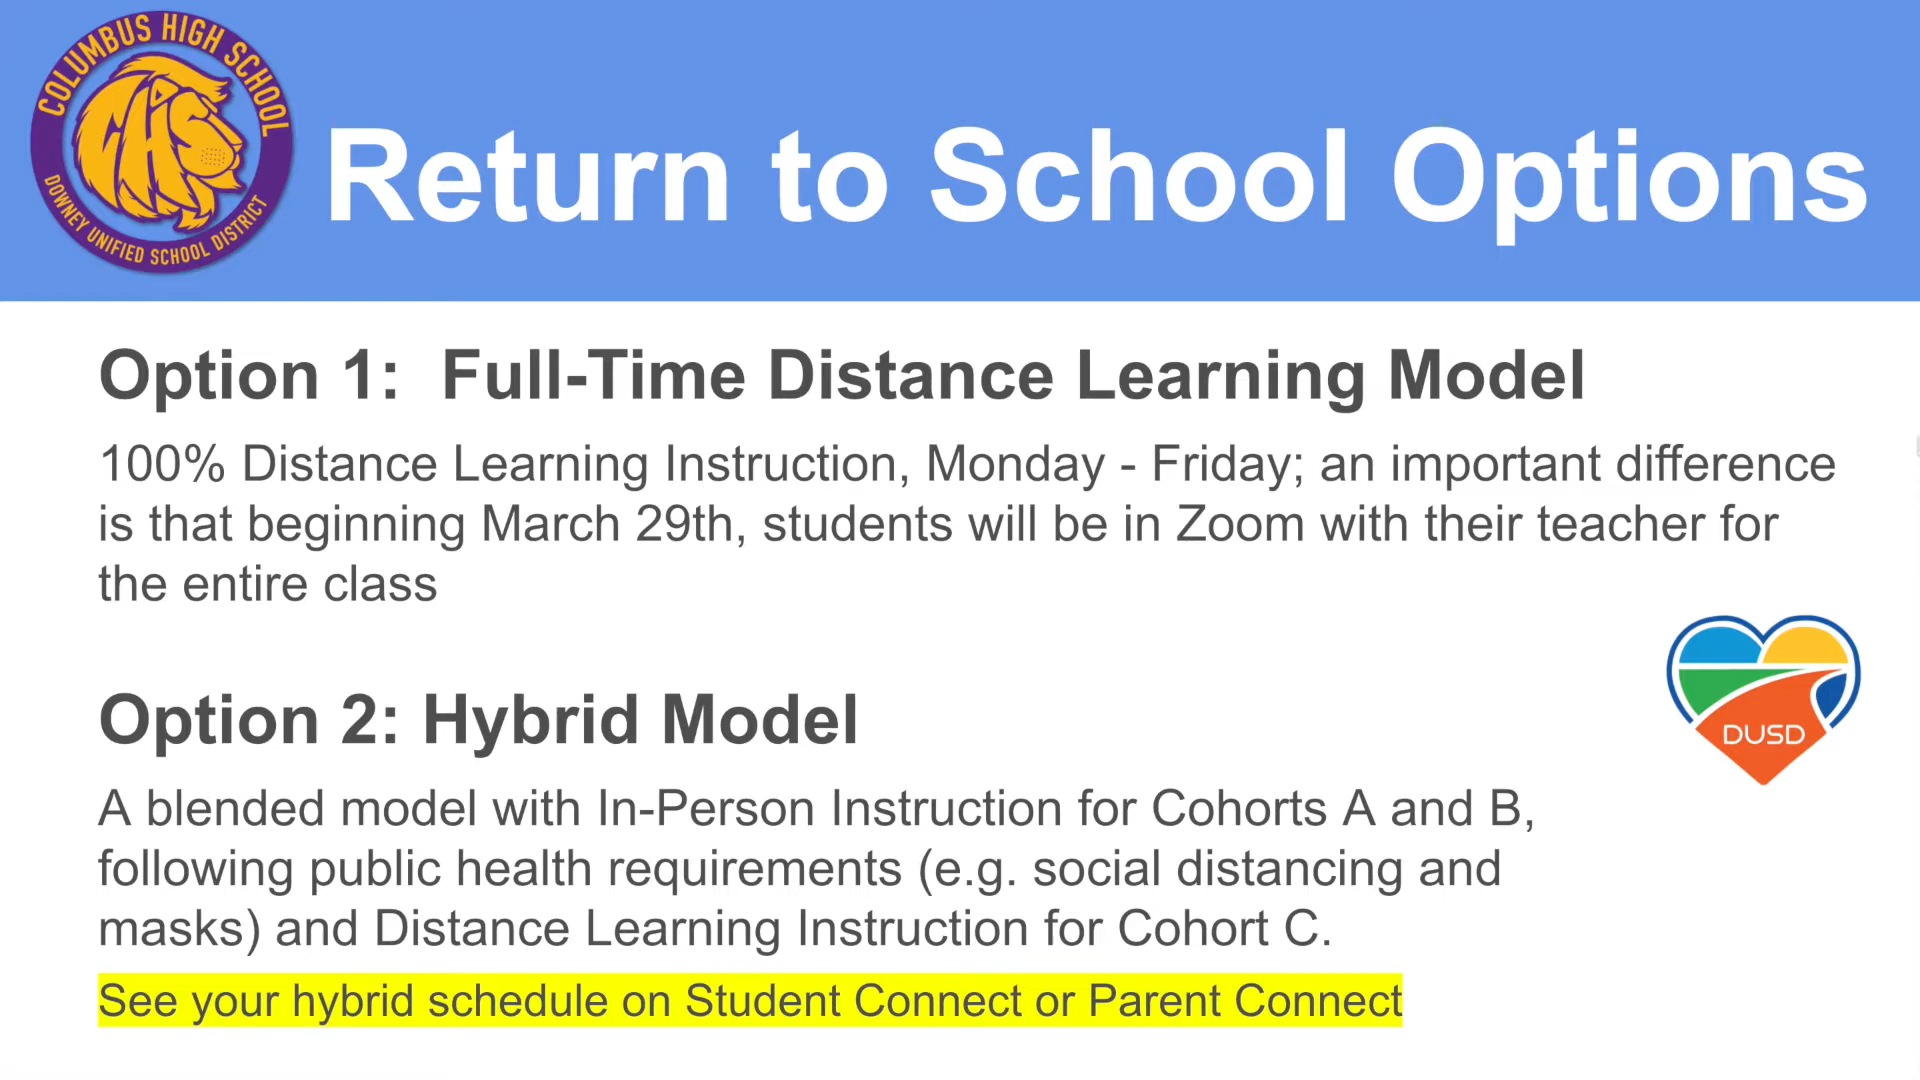 COLUMBUS HIGH SCHOOL
CHS
DOWNEY UNIFIED SCHOOL DISTRICT
Return to School Options
Option 1: Full-Time Distance Learning Model
100% Distance Learning Instruction, Monday - Friday; an important difference
is that beginning March 29th, students will be in Zoom with their teacher for
the entire class
DUSD
Option 2: Hybrid Model
A blended model with In-Person Instruction for Cohorts A and B,
following public health requirements (e.g. social distancing and
masks) and Distance Learning Instruction for Cohort C.
See your hybrid schedule on Student Connect or Parent Connect